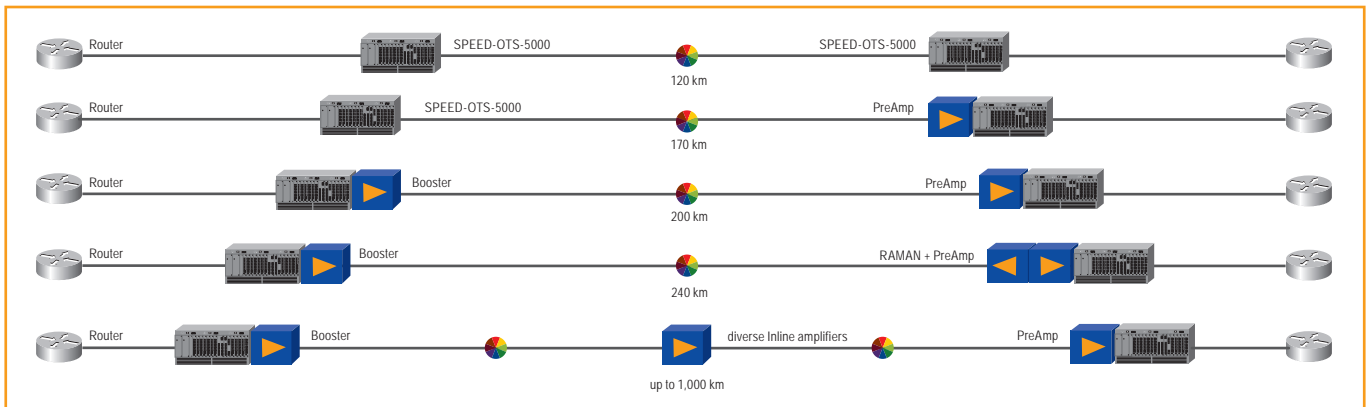 Router SPEED-OTS-5000 SPEED-OTS-5000
120 km
Router SPEED-OTS-5000 PreAmp
170 km
Router Booster PreAmp
200 km
Router Booster RAMAN + PreAmp
240 km
Router Booster diverse Inline amplifiers PreAmp
up to 1,000 km